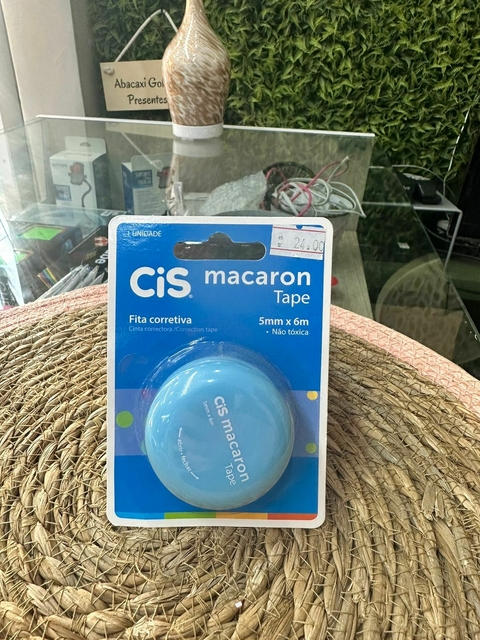 Abacaxi Gol
Presentes
1 UNIDADE
24.00
CiS macaron
Tape
Fita corretiva
Cinta correctora /Correction tape
5mm x 6m
• Não tóxica
CiS macaron
Tape